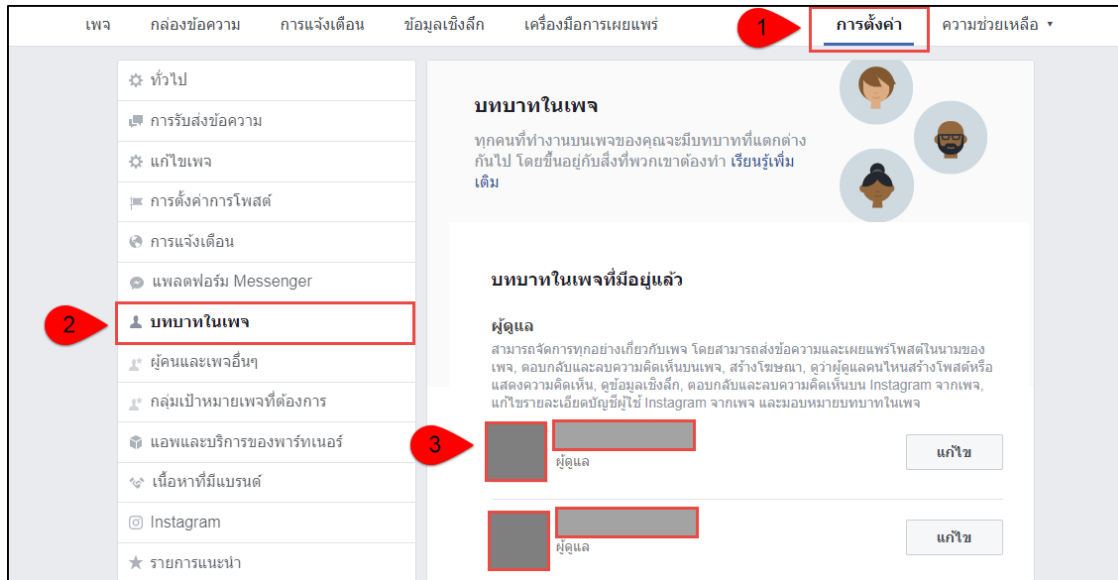 เพจ กล่องข้อความ การแจ้งเตือน ข้อมูลเชิงลึก เครื่องมือการเผยแพร่ 1 การตั้งค่า ความช่วยเหลือ
ทั่วไป
การรับส่งข้อความ
แก้ไขเพจ
การตั้งค่าการโพสต์
การแจ้งเตือน
แพลตฟอร์ม Messenger
2 บทบาทในเพจ
ผู้คนและเพจอื่นๆ
กลุ่มเป้าหมายเพจที่ต้องการ
แอพและบริการของพาร์ทเนอร์
เนื้อหาที่มีแบรนด์
Instagram
รายการแนะนำ
บทบาทในเพจ
ทุกคนที่ทำงานบนเพจของคุณจะมีบทบาทที่แตกต่าง
กันไป โดยขึ้นอยู่กับสิ่งที่พวกเขาต้องทำ เรียนรู้เพิ่ม
เติม
บทบาทในเพจที่มีอยู่แล้ว
ผู้ดูแล
สามารถจัดการทุกอย่างเกี่ยวกับเพจ โดยสามารถส่งข้อความและเผยแพร่โพสต์ในนามของ
เพจ, ตอบกลับและลบความคิดเห็นบนเพจ, สร้างโฆษณา, ดูว่าผู้ดูแลคนไหนสร้างโพสต์หรือ
แสดงความคิดเห็น, ดูข้อมูลเชิงลึก, ตอบกลับและลบความคิดเห็นบน Instagram จากเพจ,
แก้ไขรายละเอียดบัญชีผู้ใช้ Instagram จากเพจ และมอบหมายบทบาทในเพจ
3 ผู้ดูแล แก้ไข
ผู้ดูแล แก้ไข